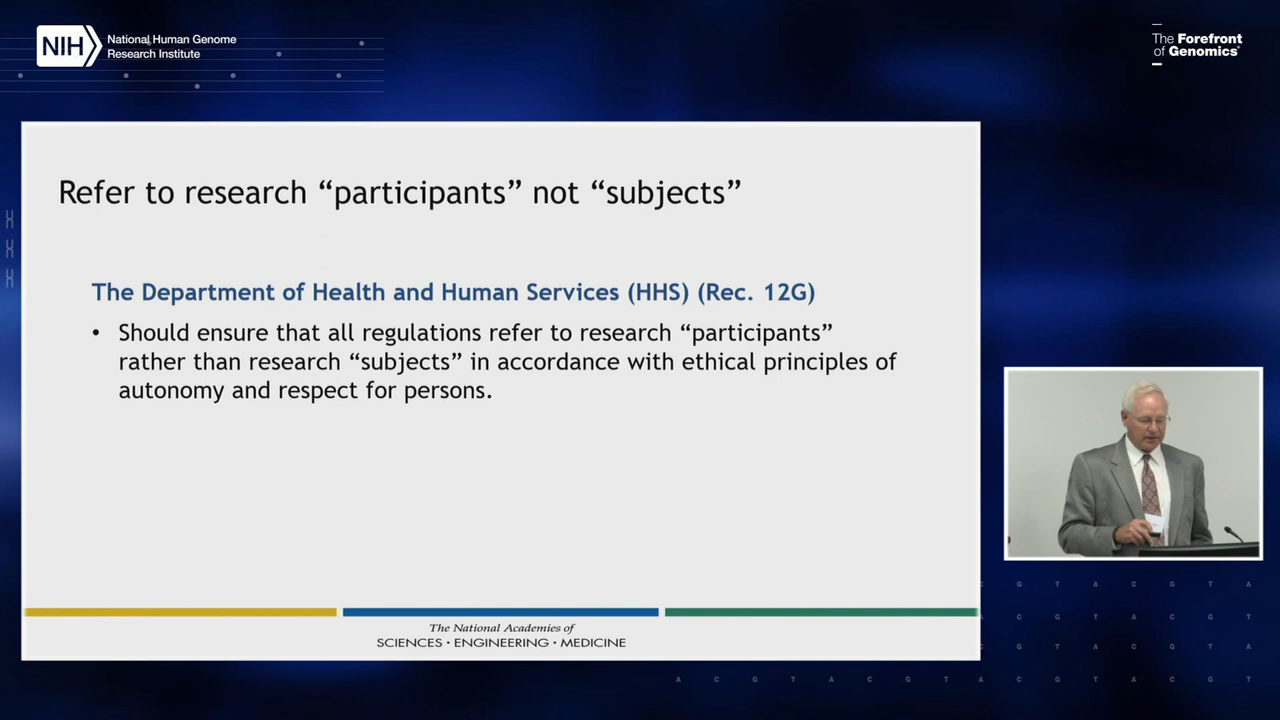 NIH
National Human Genome
Research Institute
The Forefront
of Genomics®
Refer to research “participants” not “subjects”
The Department of Health and Human Services (HHS) (Rec. 12G)
• Should ensure that all regulations refer to research “participants”
rather than research “subjects” in accordance with ethical principles of
autonomy and respect for persons.
The National Academies of
SCIENCES · ENGINEERING · MEDICINE
C G T A C G T A
C G T A C G T
C G T A C G T A
A C G T A C G T A C G T A C G T